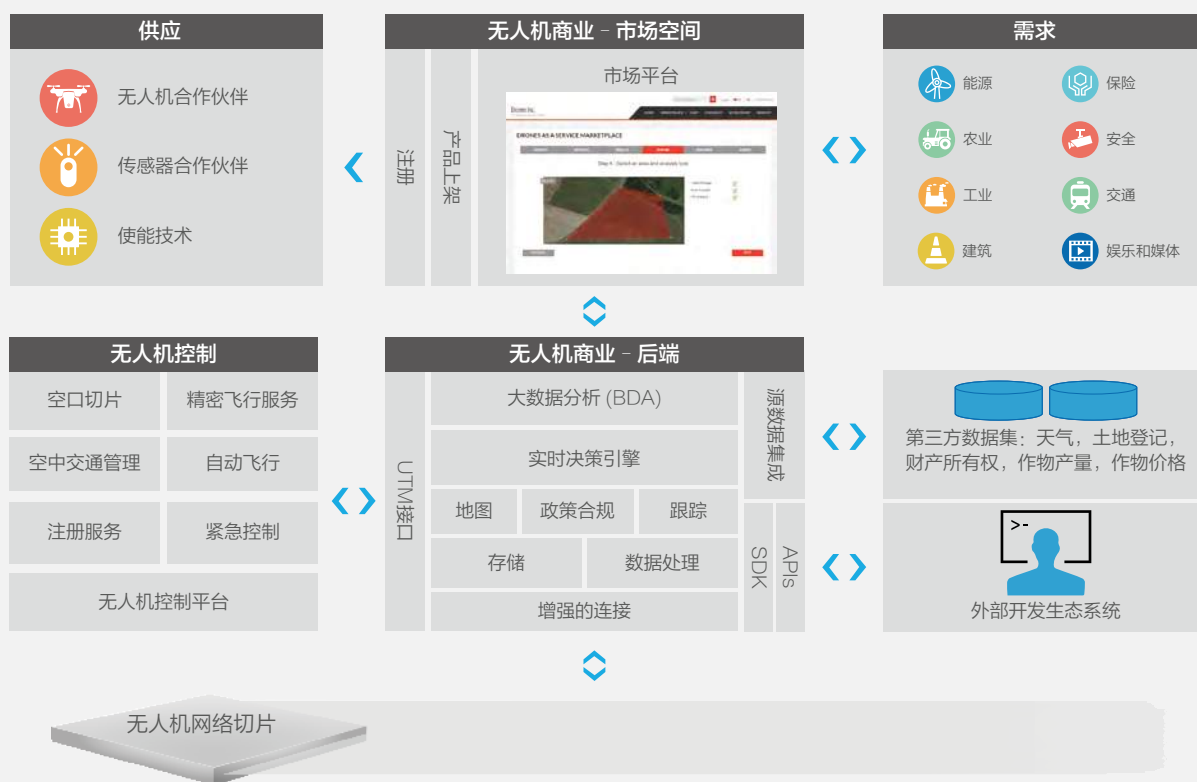 供应
无人机合作伙伴
传感器合作伙伴
使能技术
无人机商业 – 市场空间
注册
产品上架
市场平台
DRONES AS A SERVICE MARKETPLACE
需求
能源
保险
农业
安全
工业
交通
建筑
娱乐和媒体
无人机控制
空口切片
精密飞行服务
空中交通管理
自动飞行
注册服务
紧急控制
无人机控制平台
无人机商业 – 后端
UTM接口
大数据分析 (BDA)
实时决策引擎
地图
政策合规
跟踪
存储
数据处理
增强的连接
源数据集成
SDK
APIs
第三方数据集：天气，土地登记，
财产所有权，作物产量，作物价格
>-
外部开发生态系统
无人机网络切片